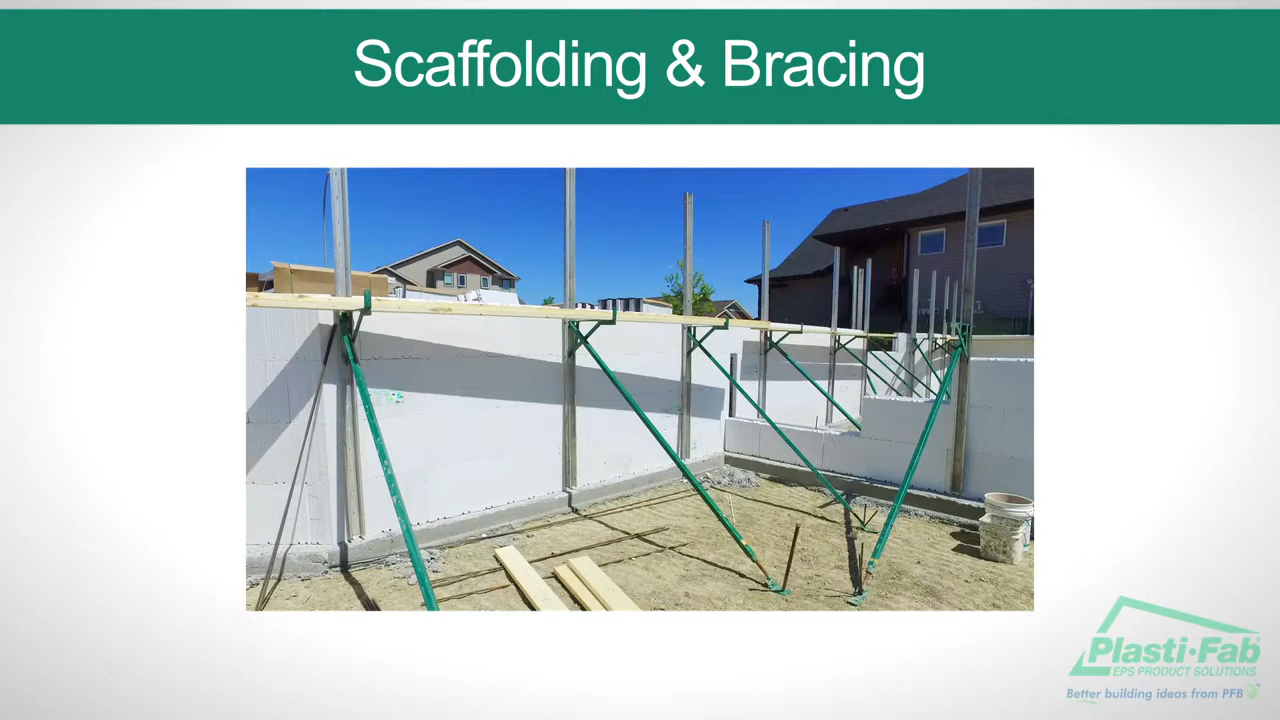 Scaffolding & Bracing
Plasti·Fab
EPS PRODUCT SOLUTIONS
Better building ideas from PFB